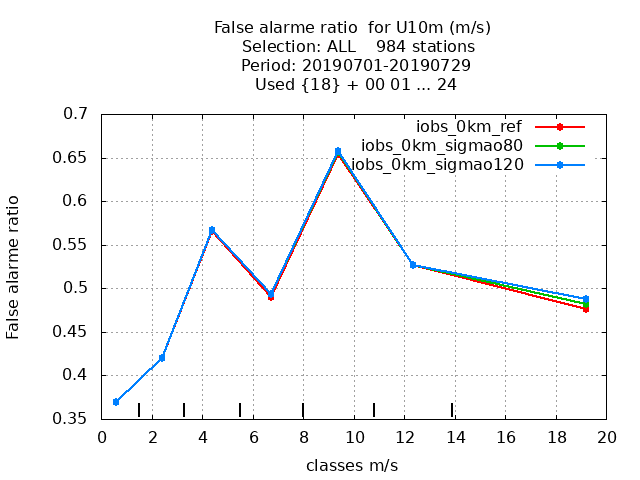 False alarme ratio  for U10m (m/s)
Selection: ALL    984 stations
Period: 20190701-20190729
Used {18} + 00 01 ... 24
iobs_0km_ref
iobs_0km_sigmao80
iobs_0km_sigmao120
False alarme ratio
0.7
0.65
0.6
0.55
0.5
0.45
0.4
0.35
0 2 4 6 8 10 12 14 16 18 20
classes m/s